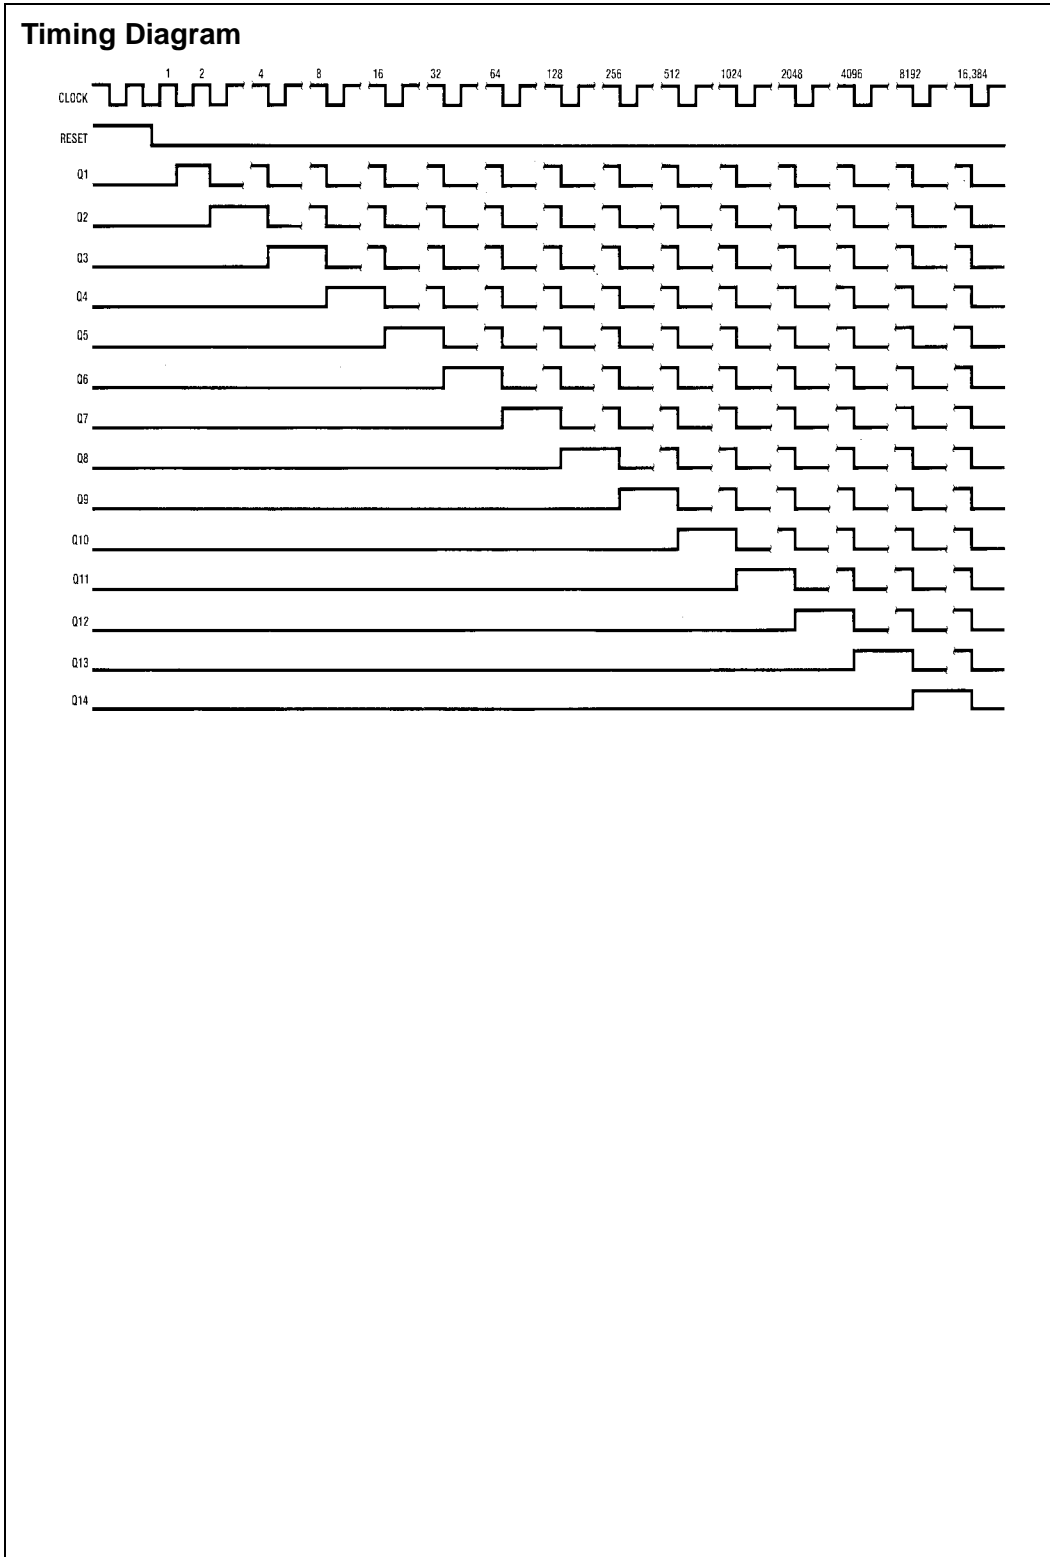 Timing Diagram
1 2 4 8 16 32 64 128 256 512 1024 2048 4096 8192 16,384
CLOCK
RESET
Q1
Q2
Q3
Q4
Q5
Q6
Q7
Q8
Q9
Q10
Q11
Q12
Q13
Q14